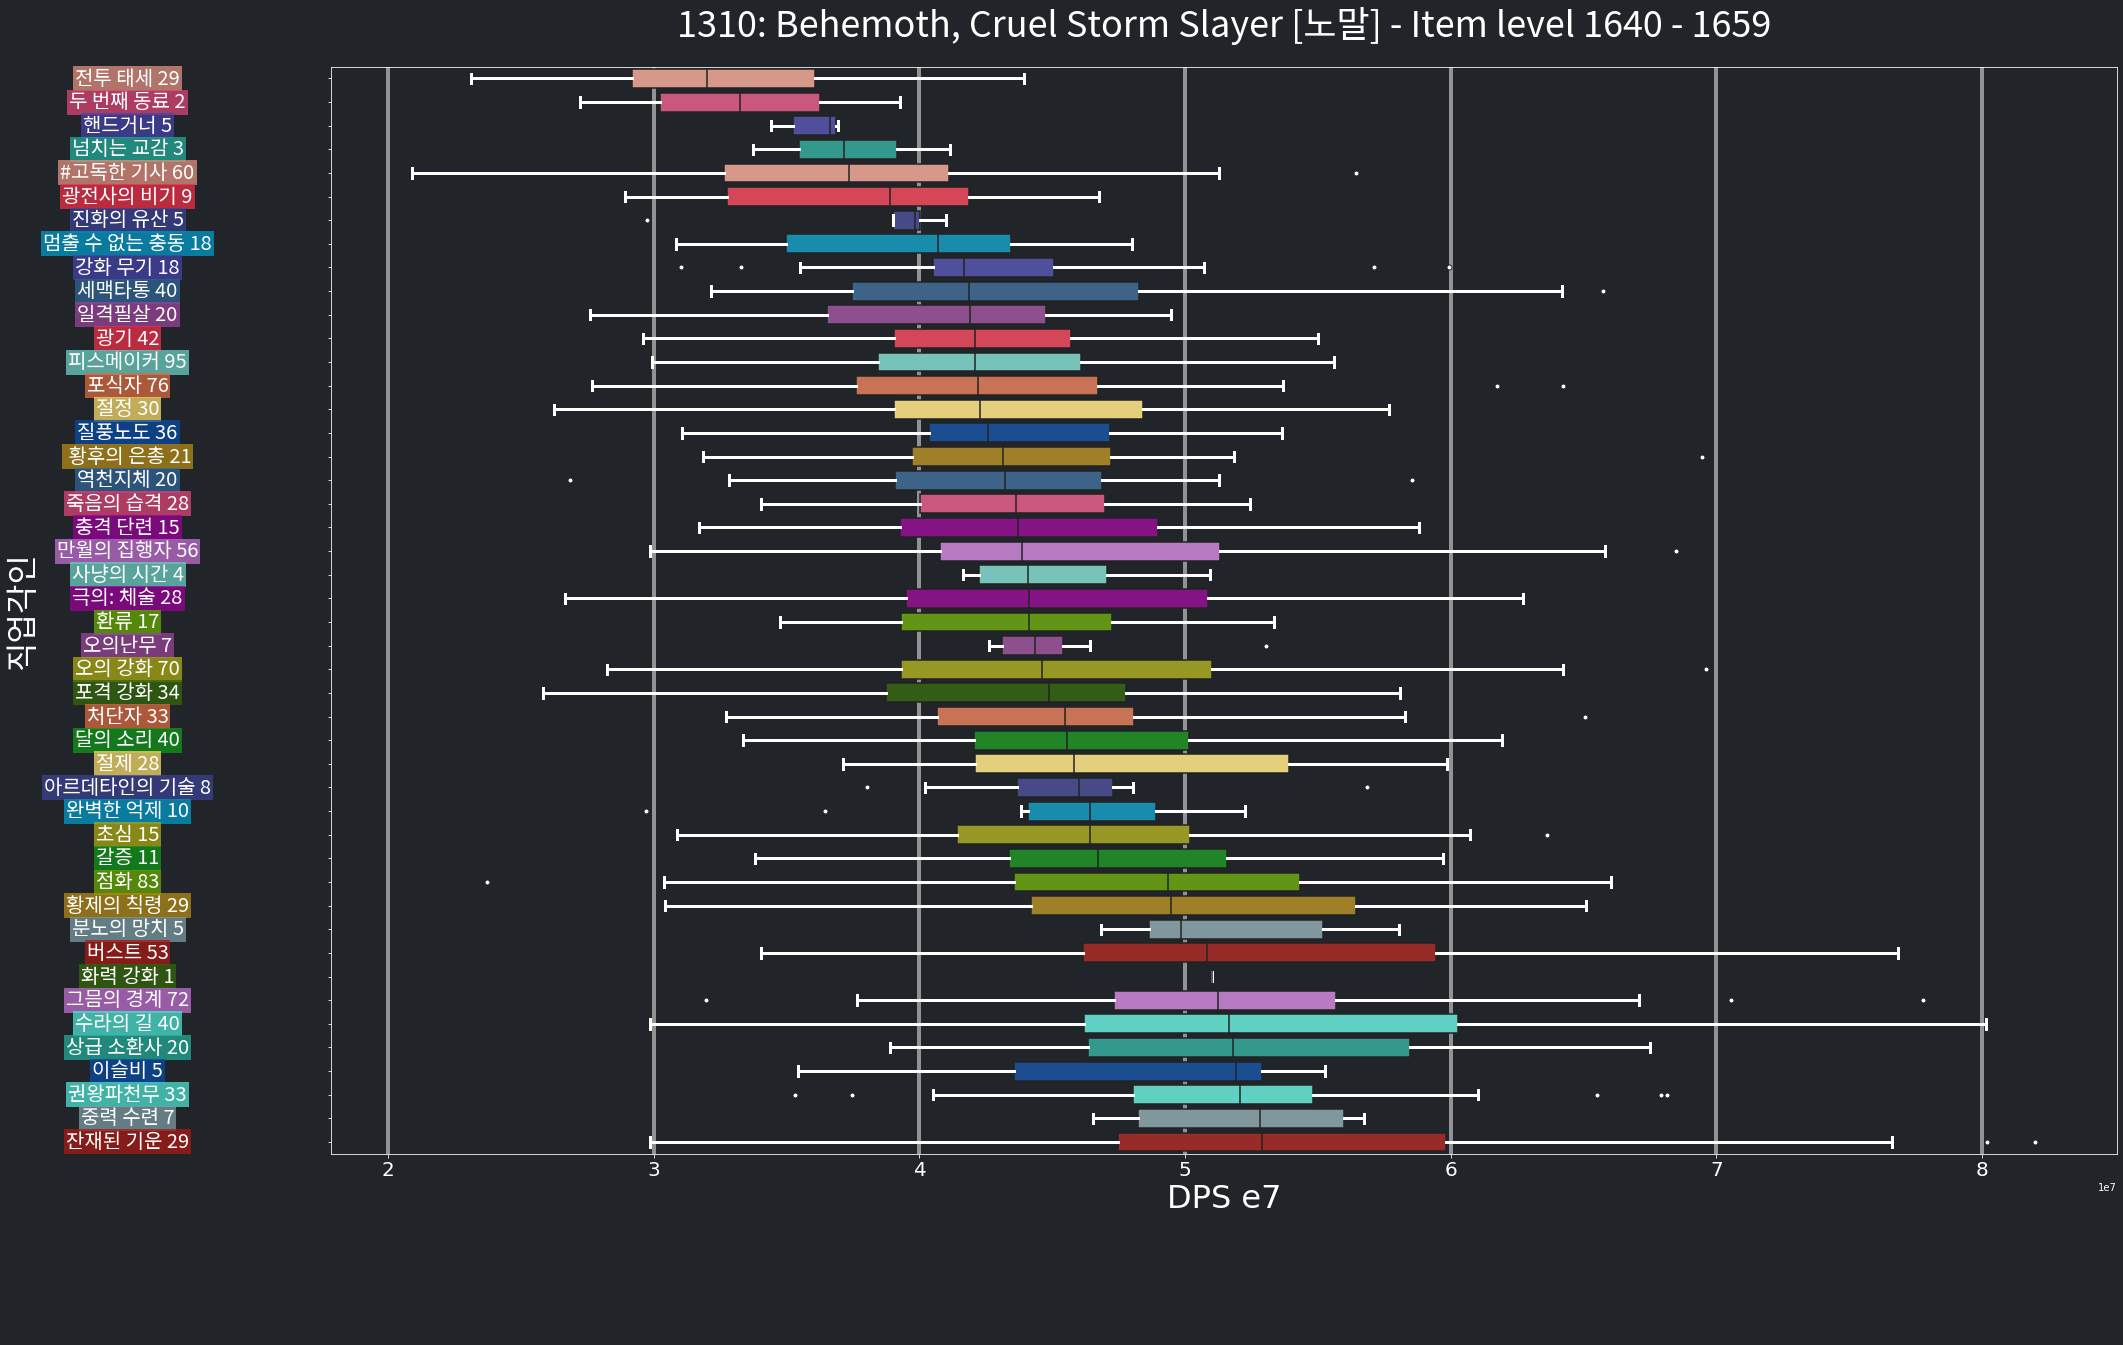 1310: Behemoth, Cruel Storm Slayer [노말] - Item level 1640 - 1659
직업각인
전투 태세 29
두 번째 동료 2
핸드거너 5
넘치는 교감 3
#고독한 기사 60
광전사의 비기 9
진화의 유산 5
멈출 수 없는 충동 18
강화 무기 18
세맥타통 40
일격필살 20
광기 42
피스메이커 95
포식자 76
절정 30
질풍노도 36
황후의 은총 21
역천지체 20
죽음의 습격 28
충격 단련 15
만월의 집행자 56
사냥의 시간 4
극의: 체술 28
환류 17
오의난무 7
오의 강화 70
포격 강화 34
처단자 33
달의 소리 40
절제 28
아르데타인의 기술 8
완벽한 억제 10
초심 15
갈증 11
점화 83
황제의 칙령 29
분노의 망치 5
버스트 53
화력 강화 1
그믐의 경계 72
수라의 길 40
상급 소환사 20
이슬비 5
권왕파천무 33
중력 수련 7
잔재된 기운 29
2 3 4 5 6 7 8
1e7
DPS e7